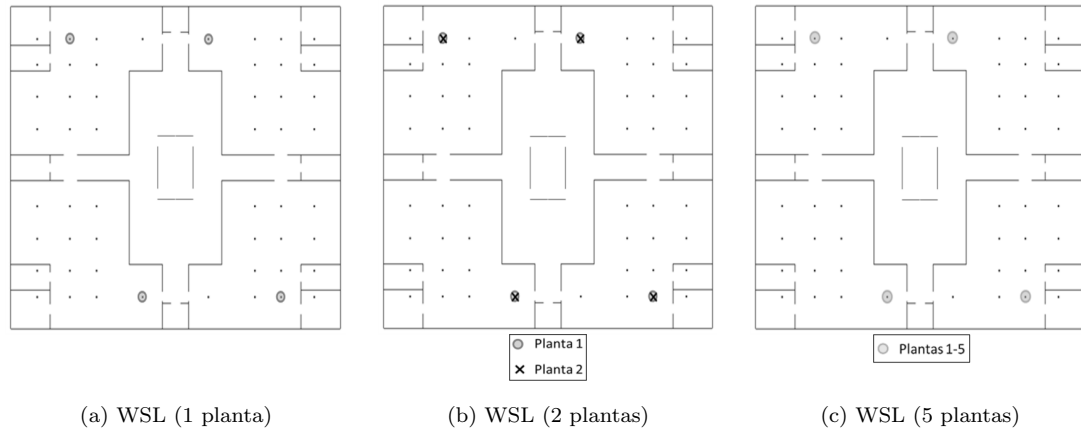 Planta 1
Planta 2
Plantas 1-5
(a) WSL (1 planta)
(b) WSL (2 plantas)
(c) WSL (5 plantas)